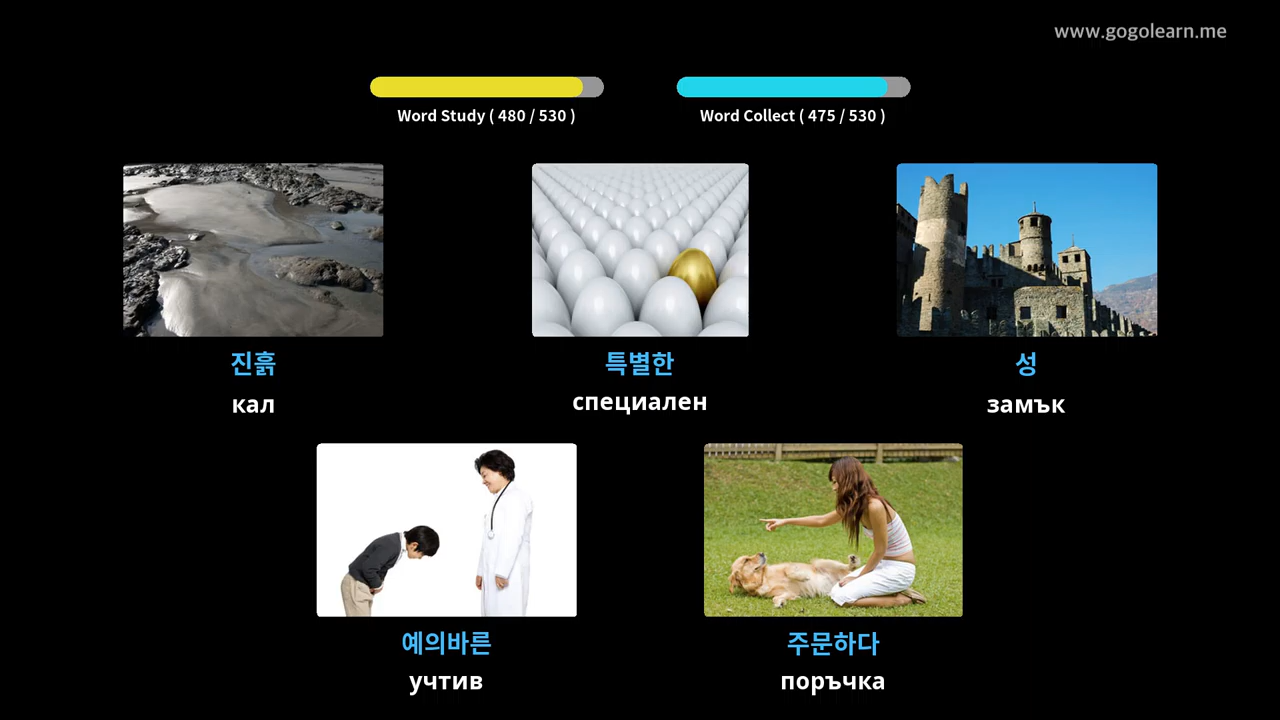 www.gogolearn.me
Word Study ( 480 / 530 )
Word Collect ( 475 / 530 )
진흙
특별한
성
кал
специален
замък
예의바른
주문하다
учтив
поръчка